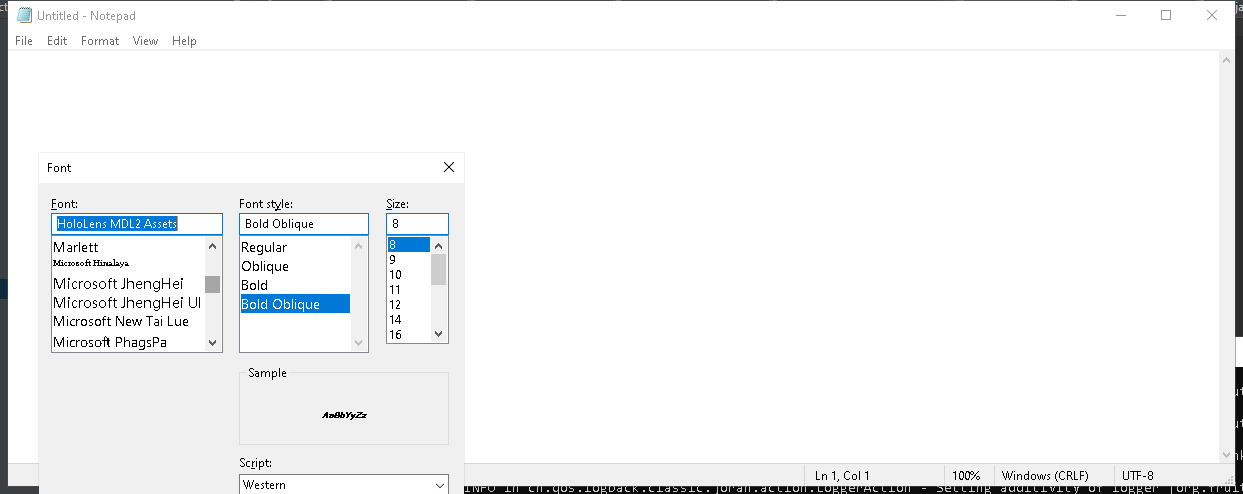 Untitled - Notepad
File Edit Format View Help
Font
Font: Font style: Size:
HoloLens MDL2 Assets Bold Oblique 8
Marlett
Microsoft Himalaya
Microsoft JhengHei
Microsoft JhengHei UI
Microsoft New Tai Lue
Microsoft PhagsPa
Regular
Oblique
Bold
Bold Oblique
8
9
10
11
12
14
16
Sample
AaBbYyZz
Script:
Western
Ln 1, Col 1 100% Windows (CRLF) UTF-8
INFO in ch.qos.logback.classic.joran.action.LoggerAction - Setting additivity of logger